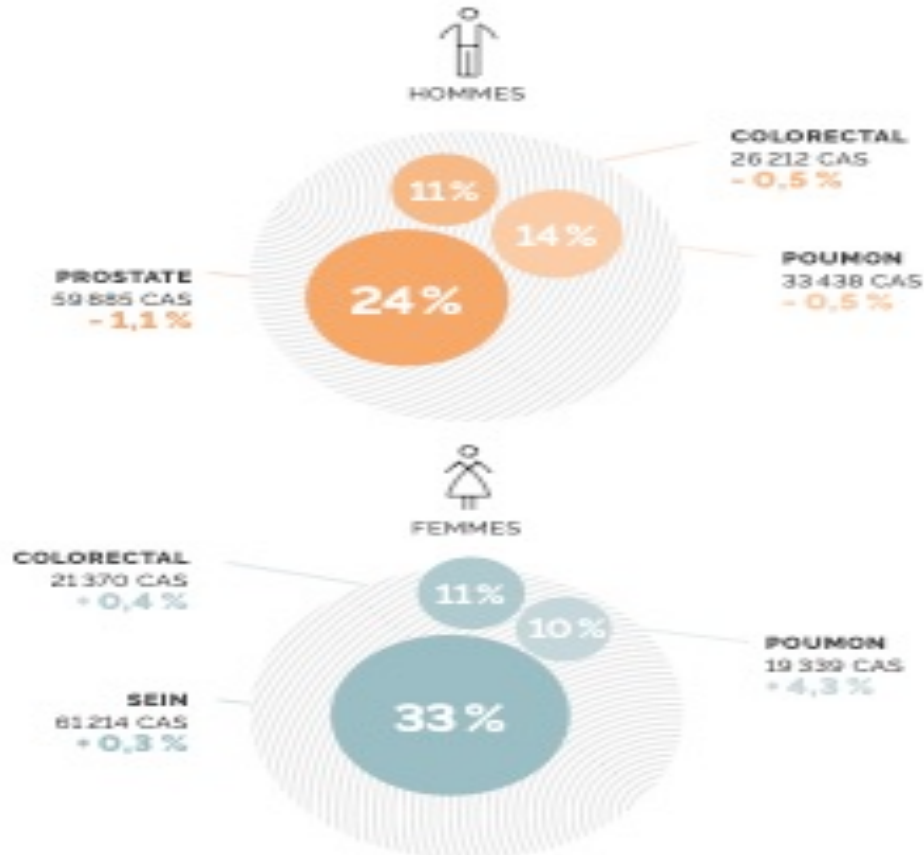 HOMMES
COLORECTAL
26 212 CAS
- 0,5 %
11 %
14 %
POUMON
33 438 CAS
- 0,5 %
PROSTATE
59 885 CAS
- 1,1 %
24 %
FEMMES
COLORECTAL
21 370 CAS
+ 0,4 %
11 %
10 %
POUMON
19 339 CAS
+ 4,3 %
SEIN
61 214 CAS
+ 0,3 %
33 %